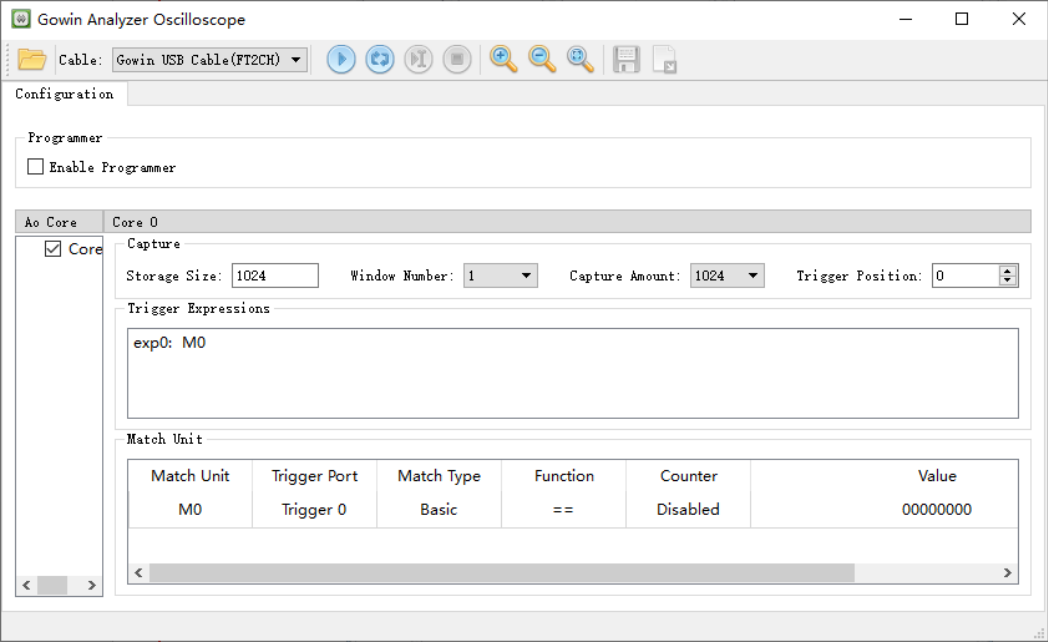 Gowin Analyzer Oscilloscope
Cable: Gowin USB Cable(FT2CH)
Configuration
Programmer
Enable Programmer
Ao Core Core 0
Core
Capture
Storage Size: 1024 Window Number: 1 Capture Amount: 1024 Trigger Position: 0
Trigger Expressions
exp0: M0
Match Unit
Match Unit Trigger Port Match Type Function Counter Value
M0 Trigger 0 Basic == Disabled 00000000